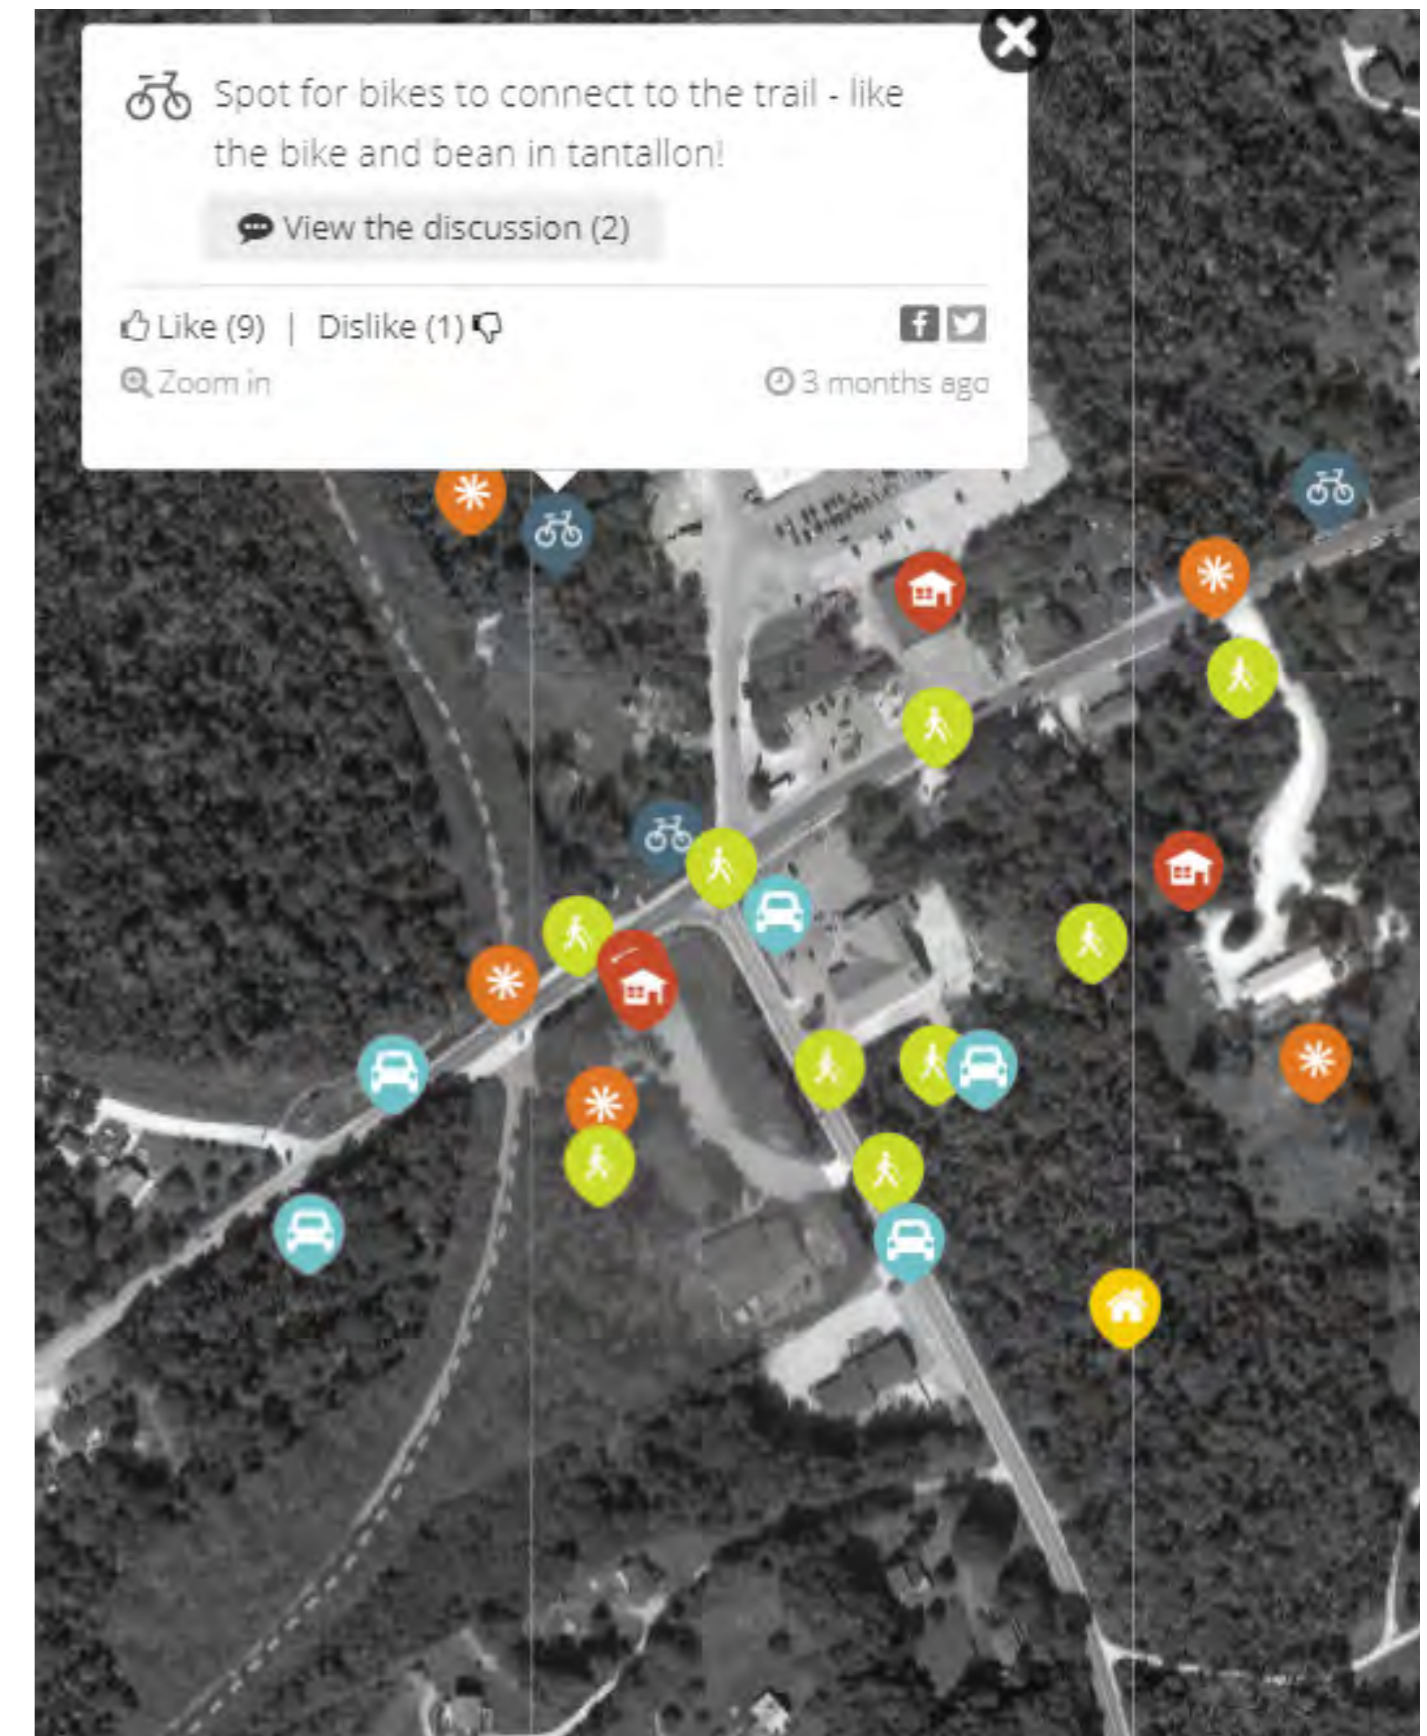 Spot for bikes to connect to the trail - like
the bike and bean in tantallon!
View the discussion (2)
Like (9) | Dislike (1)
Zoom in
3 months ago